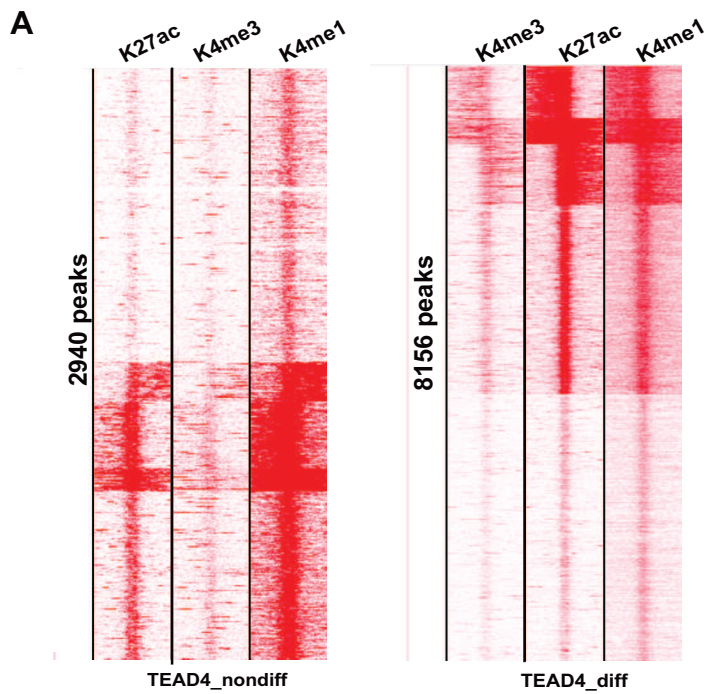 A
K27ac K4me3 K4me1
2940 peaks
TEAD4_nondiff
K4me3 K27ac K4me1
8156 peaks
TEAD4_diff